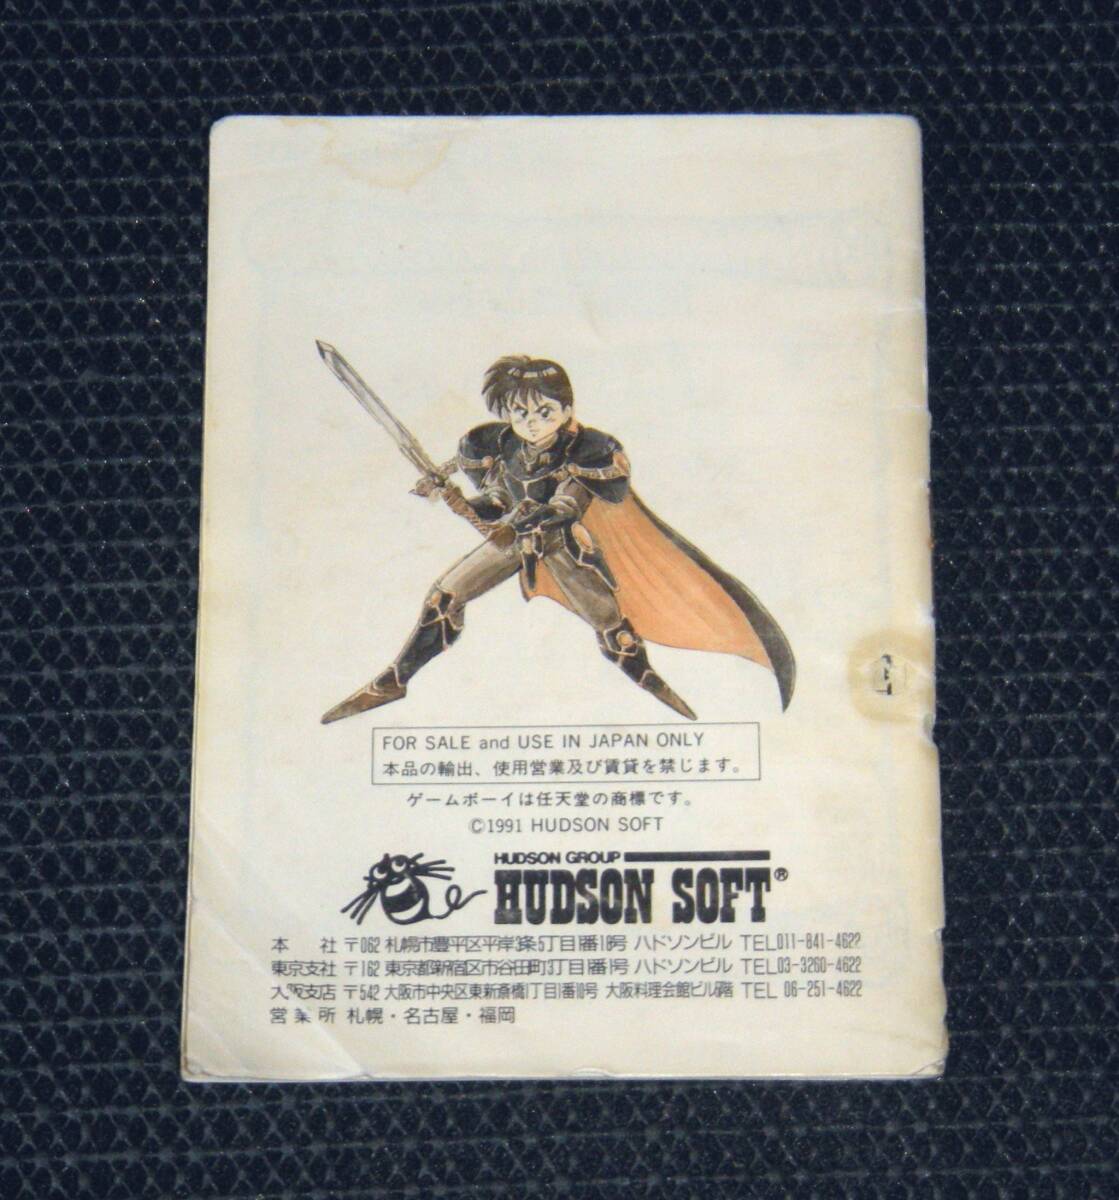 FOR SALE and USE IN JAPAN ONLY
本品の輸出、使用営業及び賃貸を禁じます。
ゲームボーイは任天堂の商標です。
©1991 HUDSON SOFT
HUDSON GROUP
HUDSON SOFT®
本 社 〒062 札幌市豊平区平岸3条5丁目1番18号 ハドソンビル TEL011-841-4622
東京支社 〒162 東京都新宿区市谷田町3丁目1番1号 ハドソンビル TEL03-3260-4622
大阪支店 〒542 大阪市中央区東新斎橋1丁目1番10号 大阪料理会館ビル5階 TEL 06-251-4622
営業所 札幌・名古屋・福岡